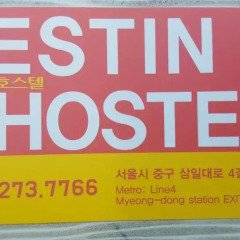 ESTIN
호스텔
HOSTE
273.7766
서울시 중구 삼일대로 4길
Metro: Line4
Myeong-dong station EXI